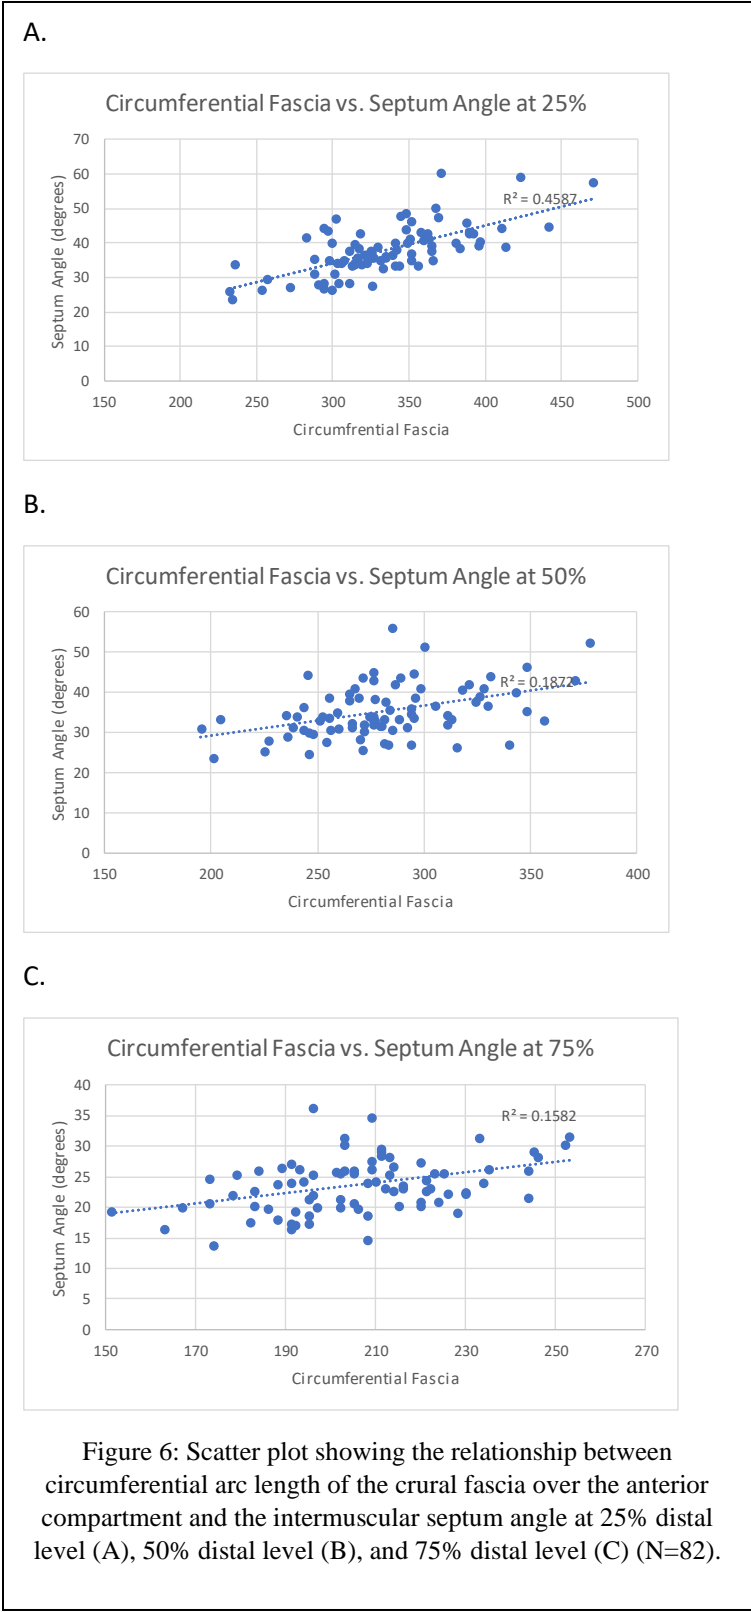 A.
Circumferential Fascia vs. Septum Angle at 25%
Septum Angle (degrees)
70
60
50
40
30
20
10
0
R² = 0.4587
150 200 250 300 350 400 450 500
Circumfrential Fascia
B.
Circumferential Fascia vs. Septum Angle at 50%
Septum Angle (degrees)
60
50
40
30
20
10
0
R² = 0.1872
150 200 250 300 350 400
Circumferential Fascia
C.
Circumferential Fascia vs. Septum Angle at 75%
Septum Angle (degrees)
40
35
30
25
20
15
10
5
0
R² = 0.1582
150 170 190 210 230 250 270
Circumferential Fascia
Figure 6: Scatter plot showing the relationship between
circumferential arc length of the crural fascia over the anterior
compartment and the intermuscular septum angle at 25% distal
level (A), 50% distal level (B), and 75% distal level (C) (N=82).